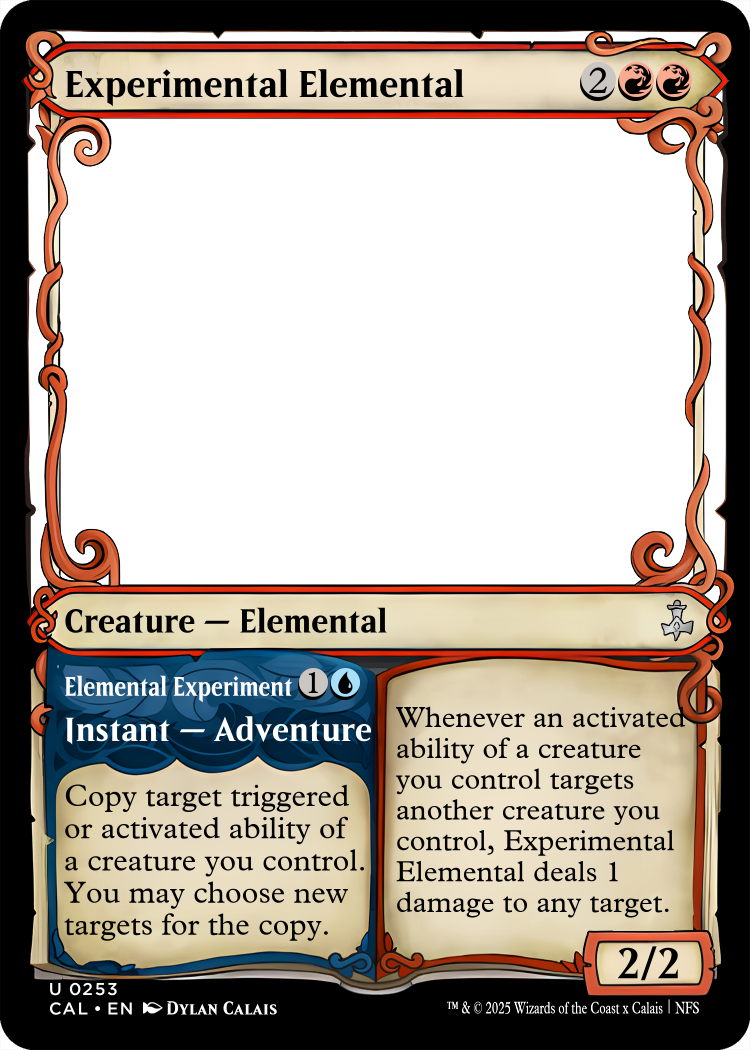 Experimental Elemental 2
Creature — Elemental
Elemental Experiment 1
Instant — Adventure
Copy target triggered
or activated ability of
a creature you control.
You may choose new
targets for the copy.
Whenever an activated
ability of a creature
you control targets
another creature you
control, Experimental
Elemental deals 1
damage to any target.
2/2
U 0253
CAL • EN DYLAN CALAIS
™ & © 2025 Wizards of the Coast x Calais | NFS